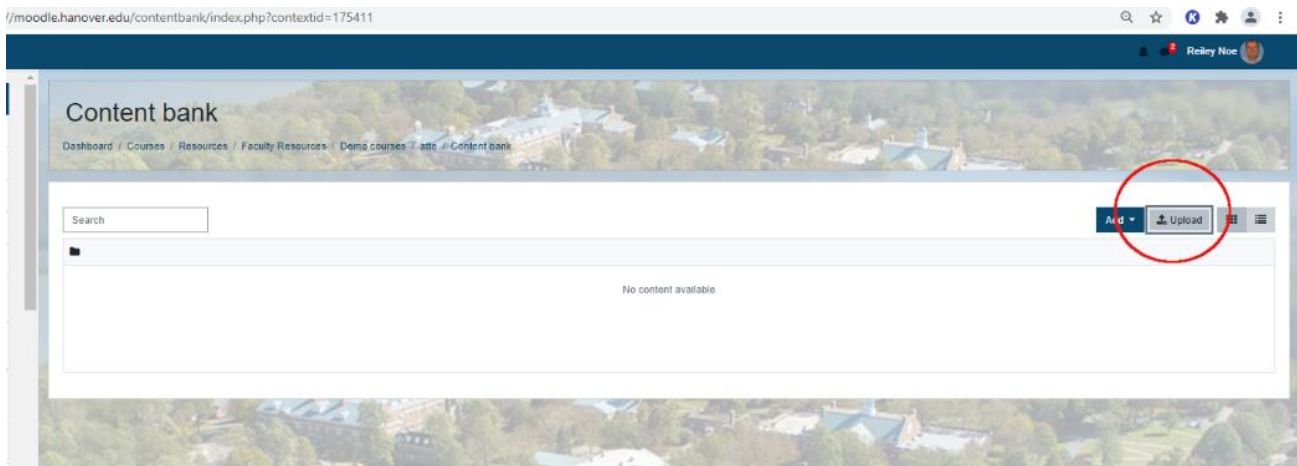 //moodle.hanover.edu/contentbank/index.php?contextid=175411
2 Reiley Noe
Content bank
Dashboard / Courses / Resources / Faculty Resources / Demo courses / atte / Content bank
Search Add Upload
No content available